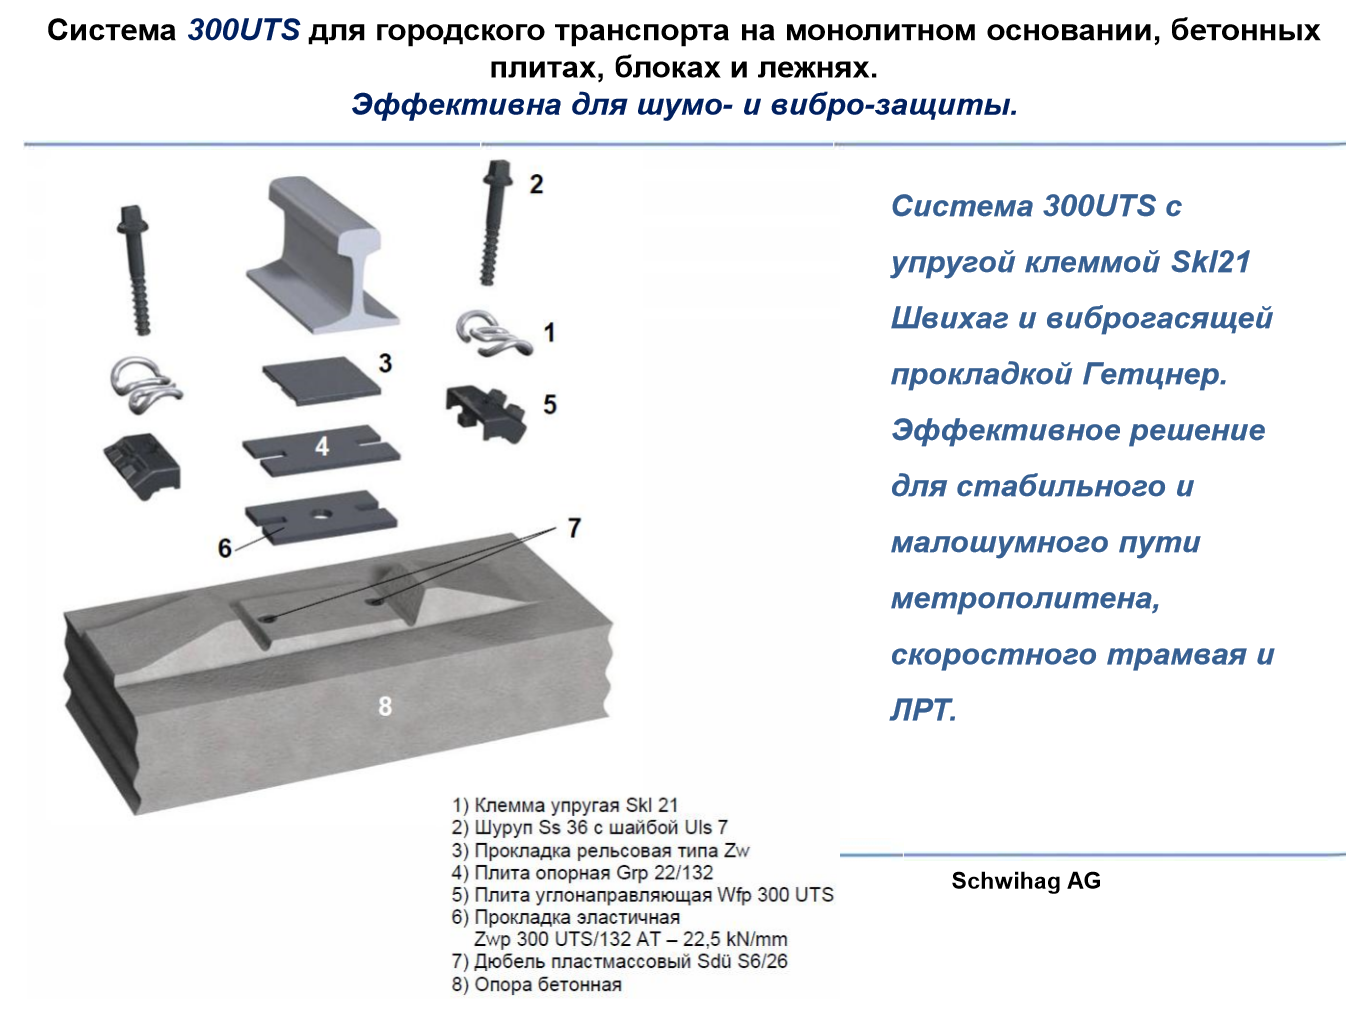 Система 300UTS для городского транспорта на монолитном основании, бетонных
плитах, блоках и лежнях.
Эффективна для шумо- и вибро-защиты.
2
1
3
5
4
7
6
8
Система 300UTS с
упругой клеммой Skl21
Швихаг и виброгасящей
прокладкой Гетцнер.
Эффективное решение
для стабильного и
малошумного пути
метрополитена,
скоростного трамвая и
ЛРТ.
1) Клемма упругая Skl 21
2) Шуруп Ss 36 с шайбой Uls 7
3) Прокладка рельсовая типа Zw
4) Плита опорная Grp 22/132
5) Плита углонаправляющая Wfp 300 UTS
6) Прокладка эластичная
Zwp 300 UTS/132 AT – 22,5 kN/mm
7) Дюбель пластмассовый Sdü S6/26
8) Опора бетонная
Schwihag AG